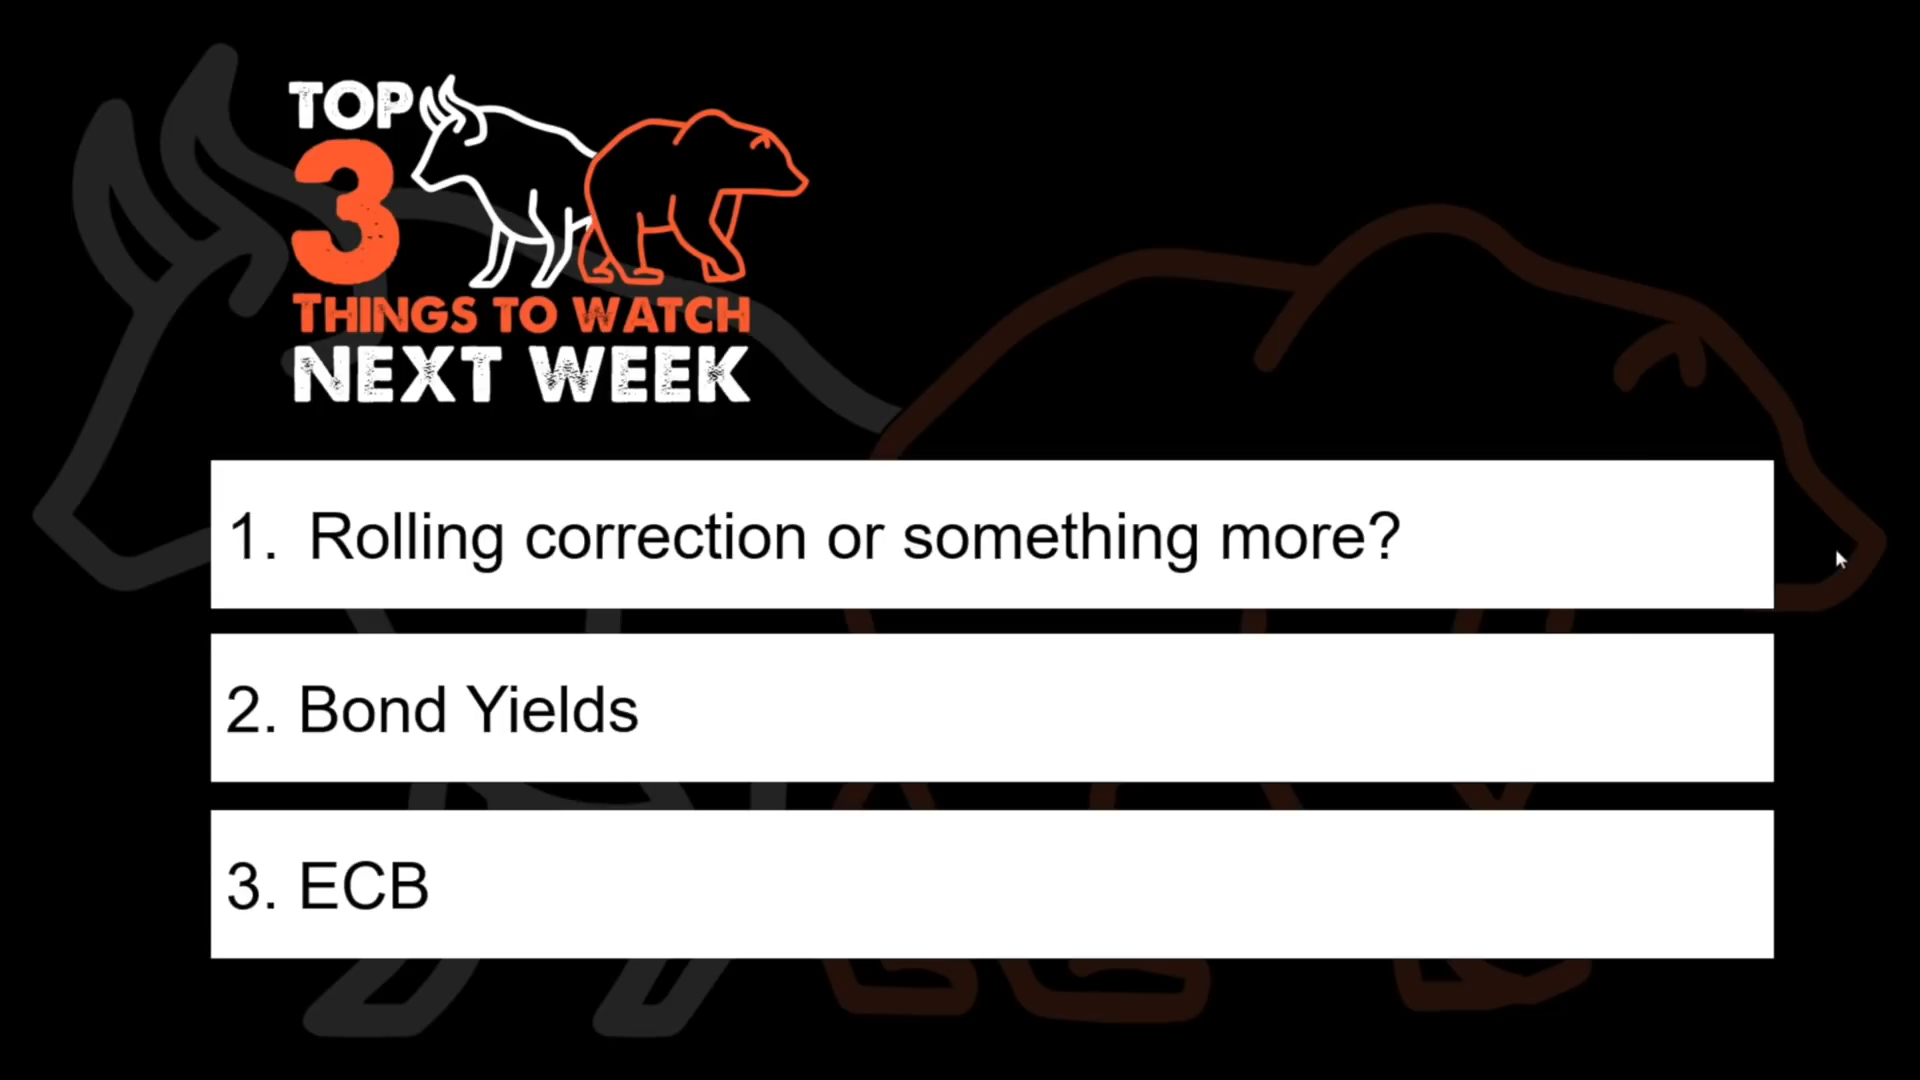 TOP
3
THINGS TO WATCH
NEXT WEEK
1. Rolling correction or something more?
2. Bond Yields
3. ECB